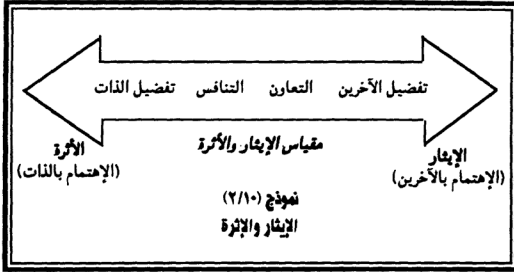 تفضيل الآخرين التعاون التنافس تفضيل الذات
الإيثار
(الإهتمام بالآخرين)
مقياس الإيثار والأثرة
الأثرة
(الإهتمام بالذات)
نموذج (٢/١٠)
الإيثار والإثرة